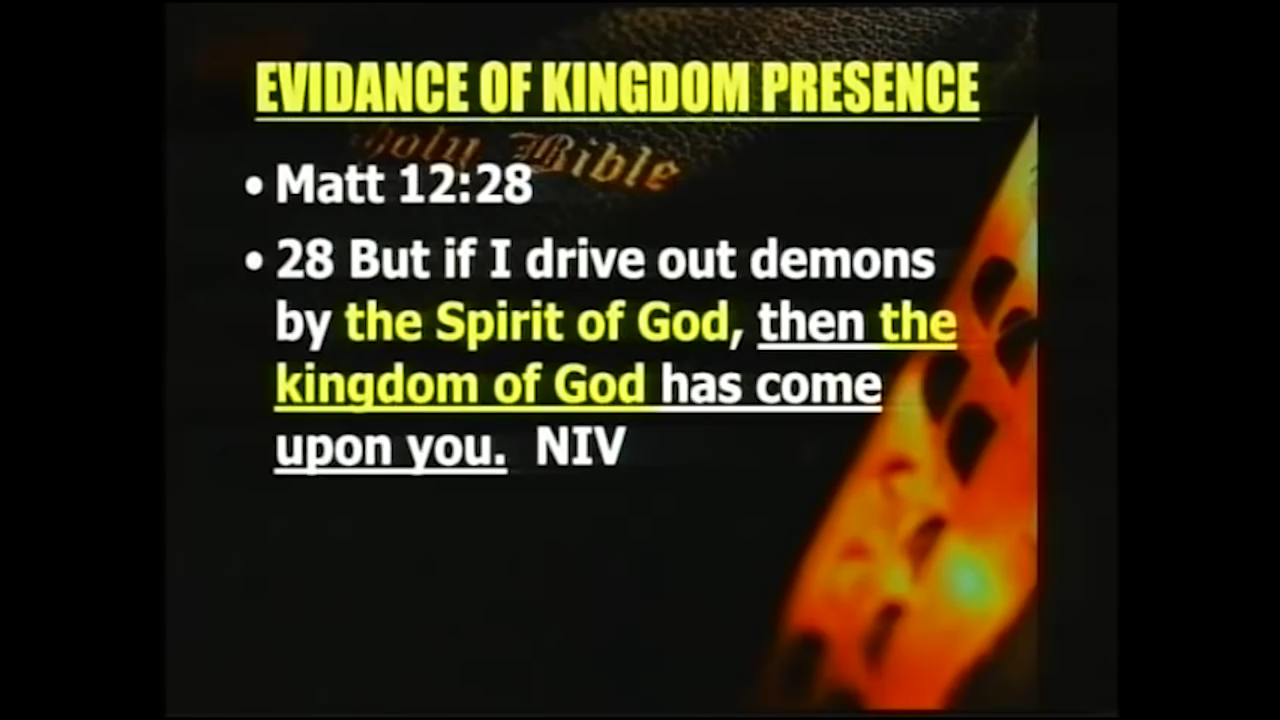 EVIDANCE OF KINGDOM PRESENCE
Holy Bible
• Matt 12:28
• 28 But if I drive out demons
by the Spirit of God, then the
kingdom of God has come
upon you. NIV